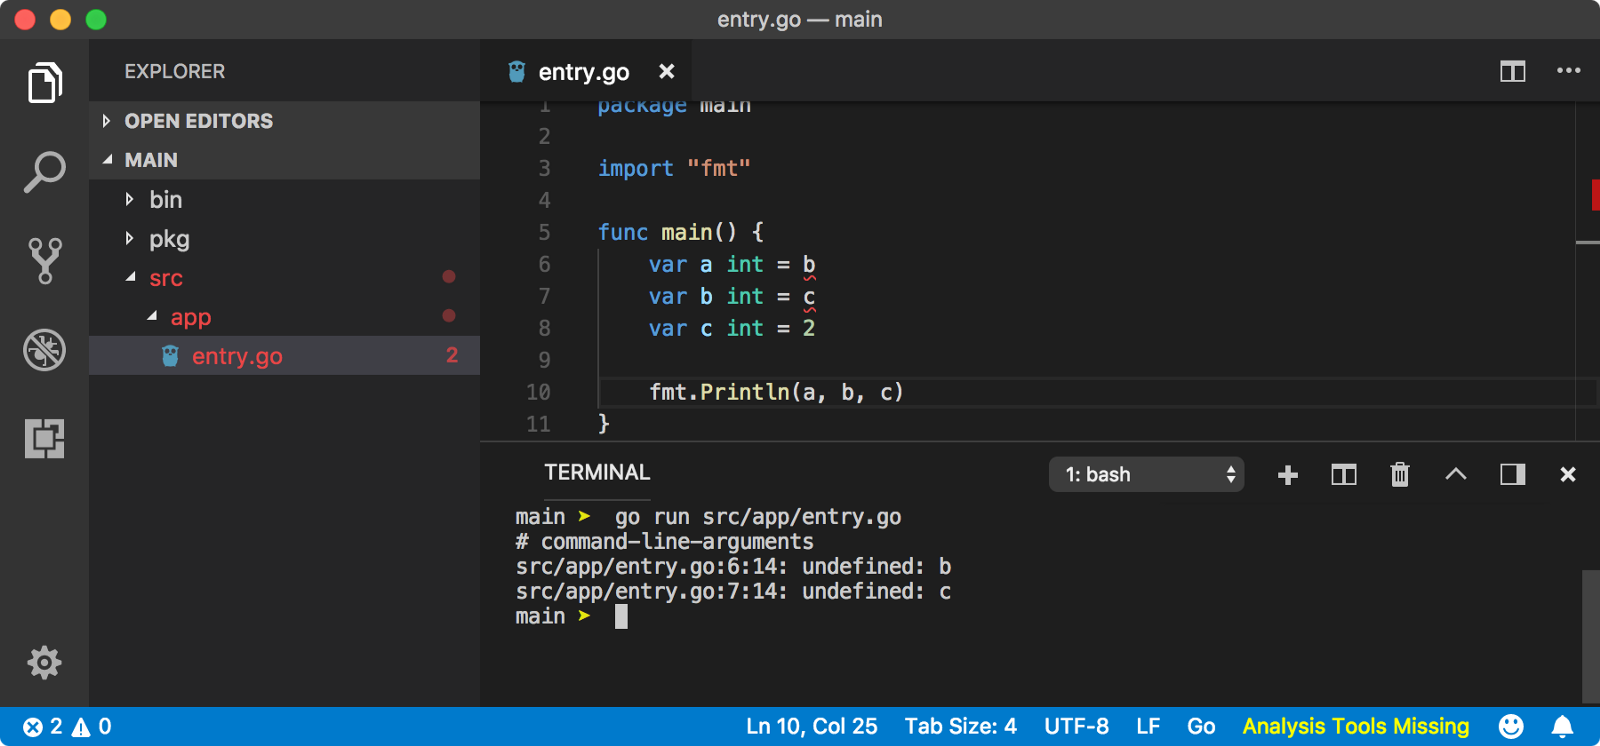 entry.go — main
EXPLORER
OPEN EDITORS
MAIN
bin
pkg
src
app
entry.go 2
entry.go
1 package main
2
3 import "fmt"
4
5 func main() {
6 var a int = b
7 var b int = c
8 var c int = 2
9
10 fmt.Println(a, b, c)
11 }
TERMINAL
1: bash
main ➤ go run src/app/entry.go
# command-line-arguments
src/app/entry.go:6:14: undefined: b
src/app/entry.go:7:14: undefined: c
main ➤
2 0 Ln 10, Col 25 Tab Size: 4 UTF-8 LF Go Analysis Tools Missing